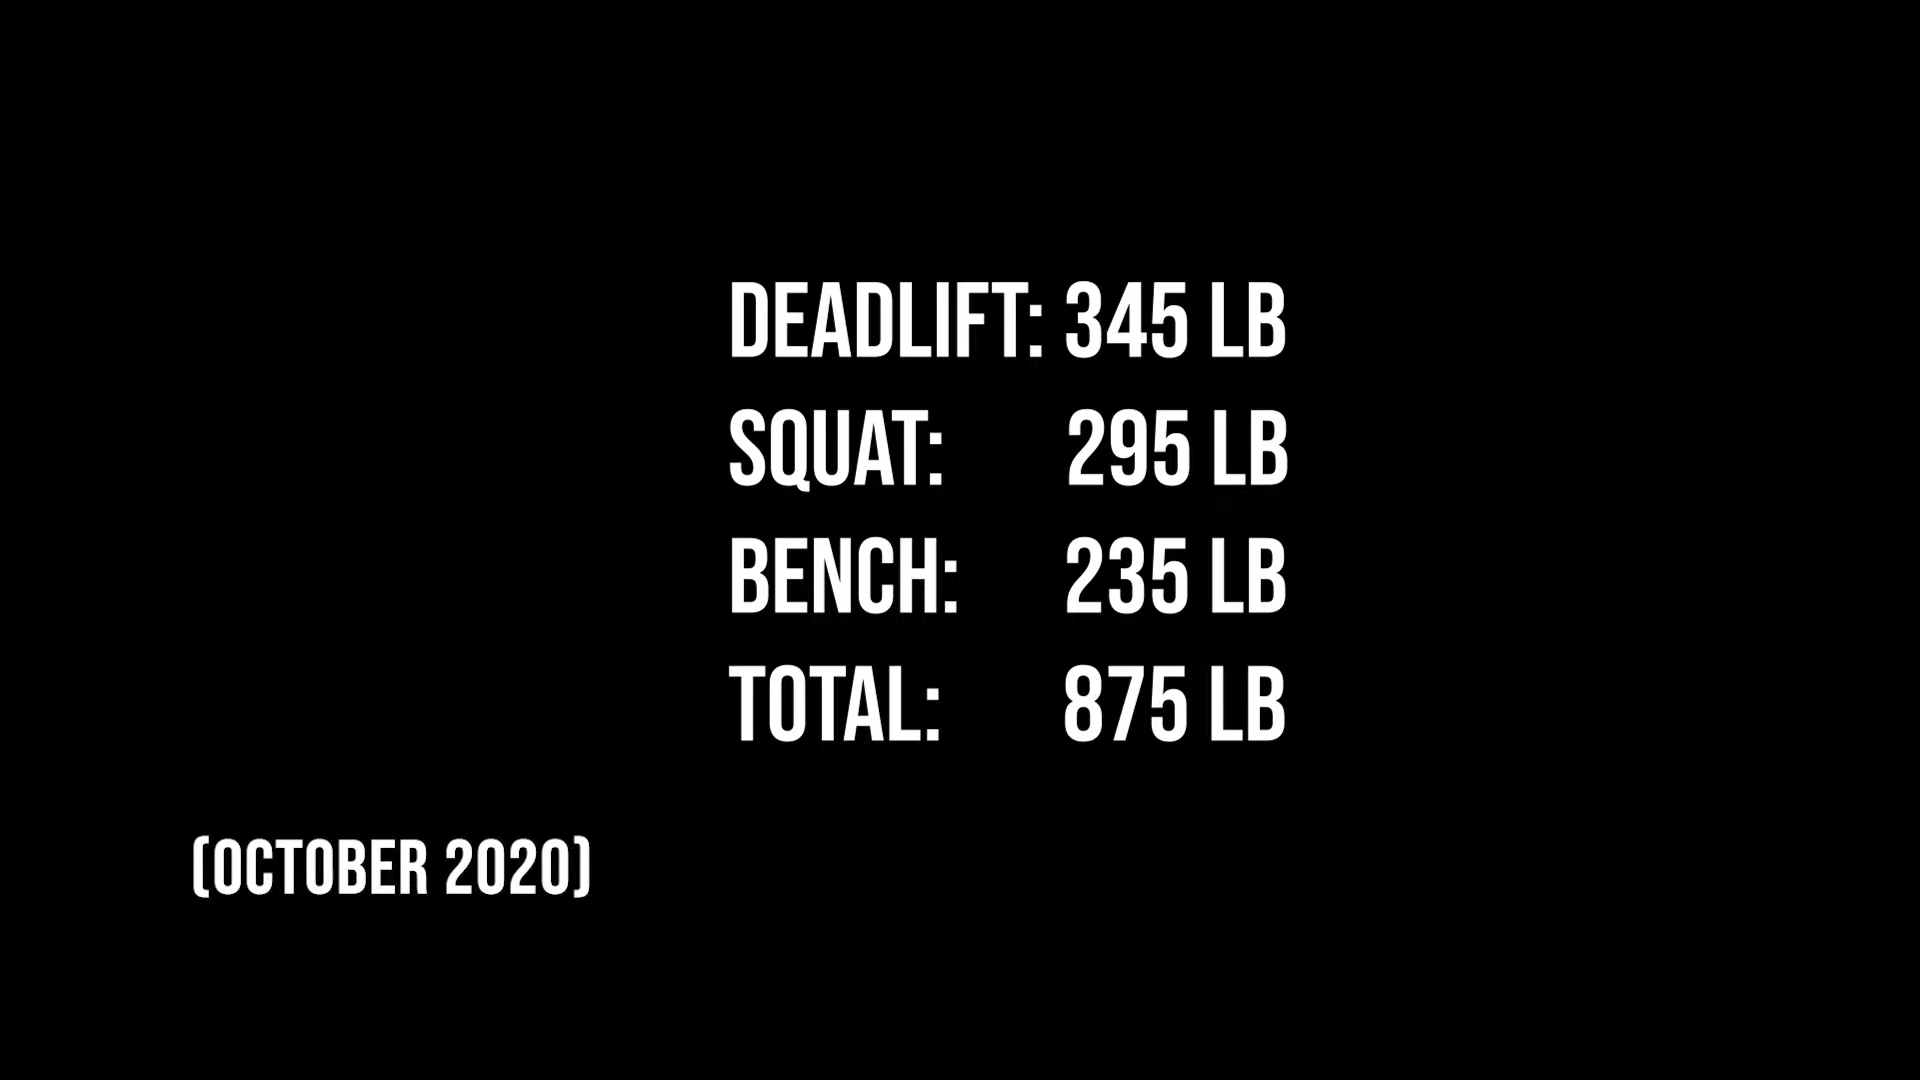 DEADLIFT: 345 LB
SQUAT: 295 LB
BENCH: 235 LB
TOTAL: 875 LB
(OCTOBER 2020)